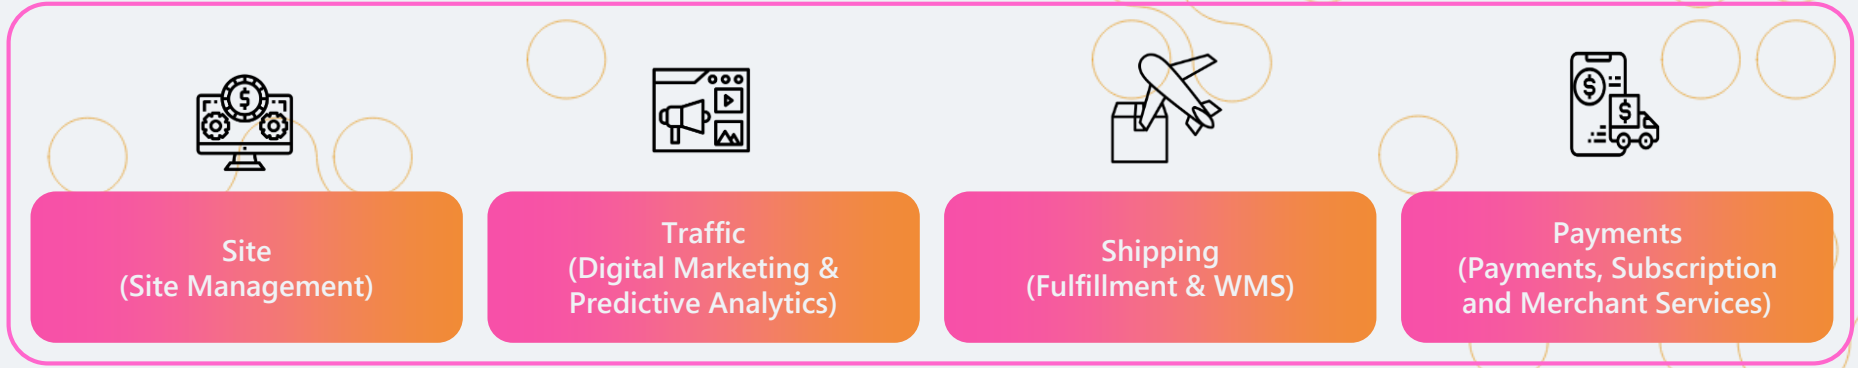 Site
(Site Management)
Traffic
(Digital Marketing &
Predictive Analytics)
Shipping
(Fulfillment & WMS)
Payments
(Payments, Subscription
and Merchant Services)